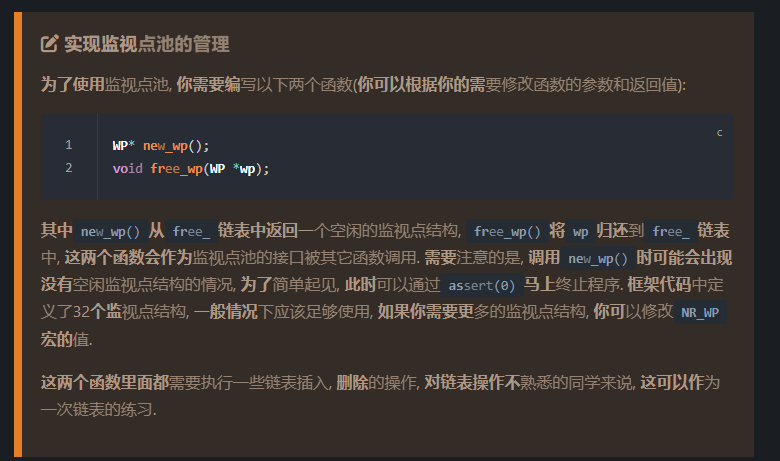 实现监视点池的管理
为了使用监视点池, 你需要编写以下两个函数(你可以根据你的需要修改函数的参数和返回值):
c
1 WP* new_wp();
2 void free_wp(WP *wp);
其中 new_wp() 从 free_ 链表中返回一个空闲的监视点结构, free_wp() 将 wp 归还到 free_ 链表
中, 这两个函数会作为监视点池的接口被其它函数调用. 需要注意的是, 调用 new_wp() 时可能会出现
没有空闲监视点结构的情况, 为了简单起见, 此时可以通过 assert(0) 马上终止程序. 框架代码中定
义了32个监视点结构, 一般情况下应该足够使用, 如果你需要更多的监视点结构, 你可以修改 NR_WP
宏的值.
这两个函数里面都需要执行一些链表插入, 删除的操作, 对链表操作不熟悉的同学来说, 这可以作为
一次链表的练习.